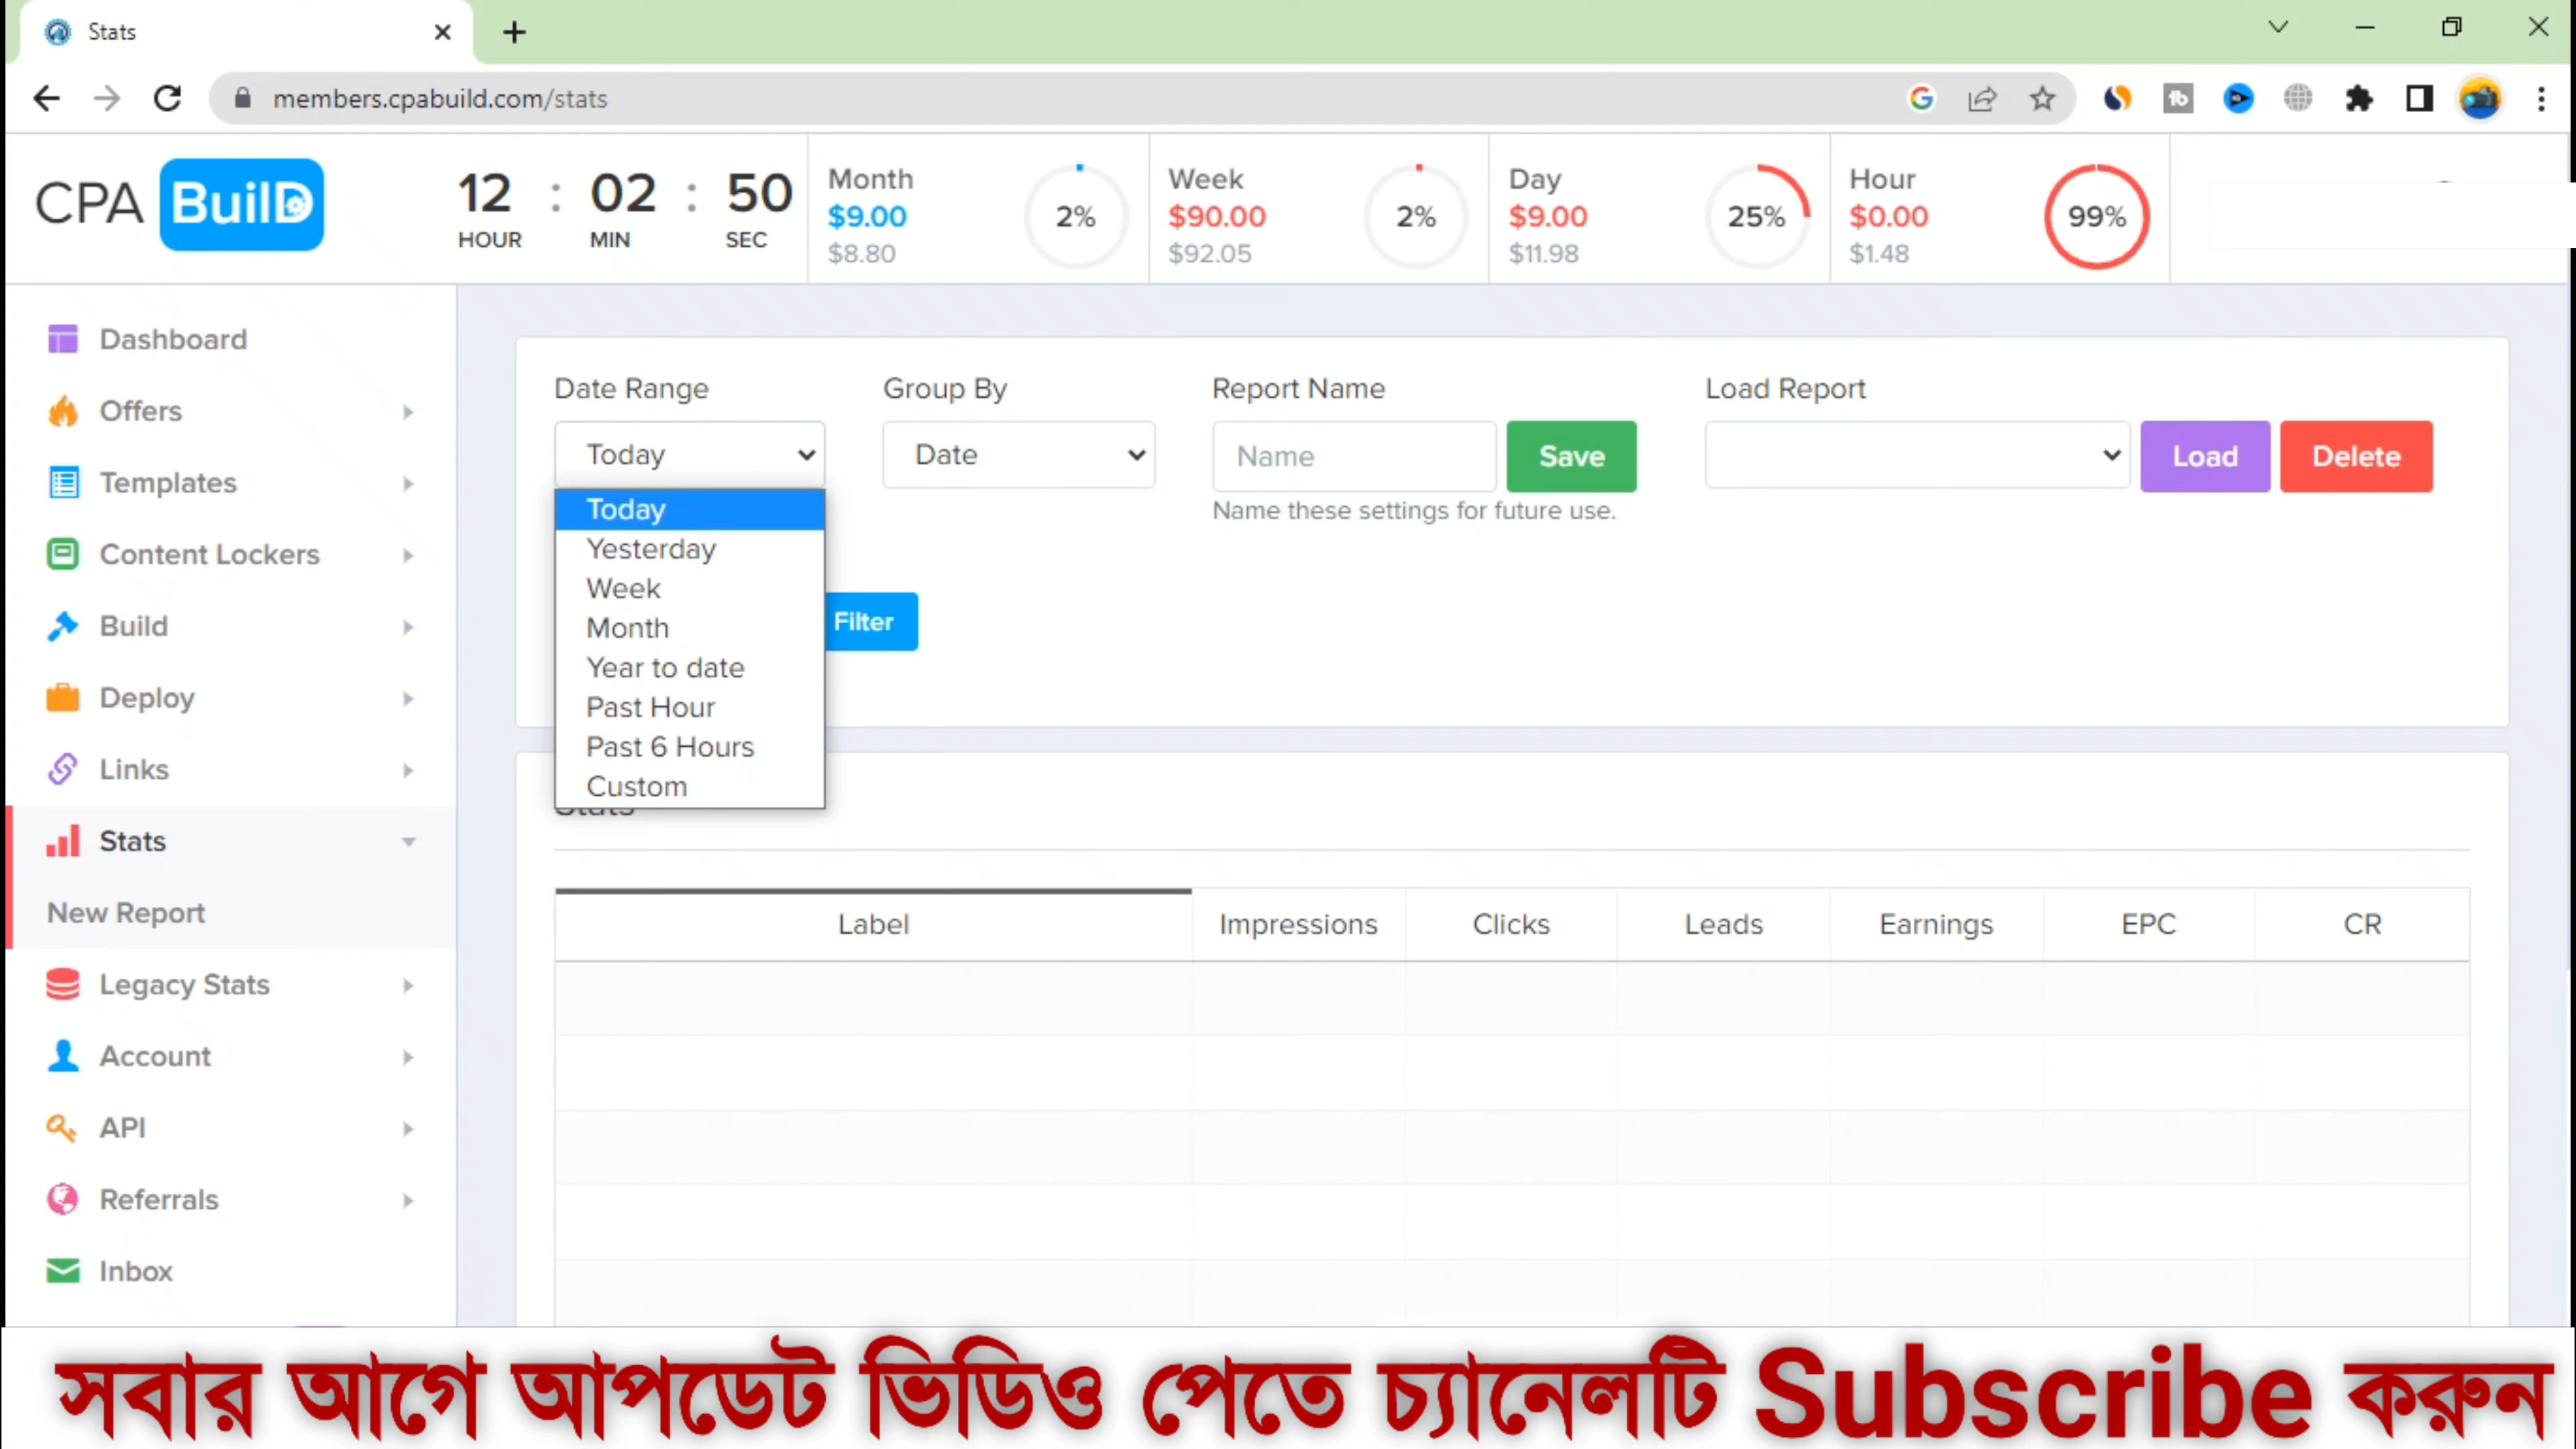 Stats
members.cpabuild.com/stats
CPA BuilD
12 : 02 : 50
HOUR MIN SEC
Month
$9.00
$8.80
2%
Week
$90.00
$92.05
2%
Day
$9.00
$11.98
25%
Hour
$0.00
$1.48
99%
Dashboard
Offers
Templates
Content Lockers
Build
Deploy
Links
Stats
New Report
Legacy Stats
Account
API
Referrals
Inbox
Date Range
Group By
Report Name
Load Report
Today
Date
Name
Save
Load
Delete
Name these settings for future use.
Today
Yesterday
Week
Month
Year to date
Past Hour
Past 6 Hours
Custom
Filter
Stats
Label Impressions Clicks Leads Earnings EPC CR
সবার আগে আপডেট ভিডিও পেতে চ্যানেলটি Subscribe করুন